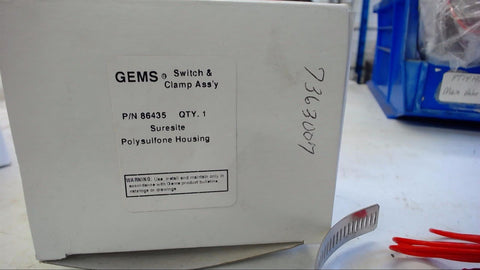 GEMS® Switch &
Clamp Ass'y
P/N 86435 QTY. 1
Suresite
Polysulfone Housing
WARNING: Use, install and maintain only in
accordance with Gems product bulletins,
catalogs or drawings.
7363007